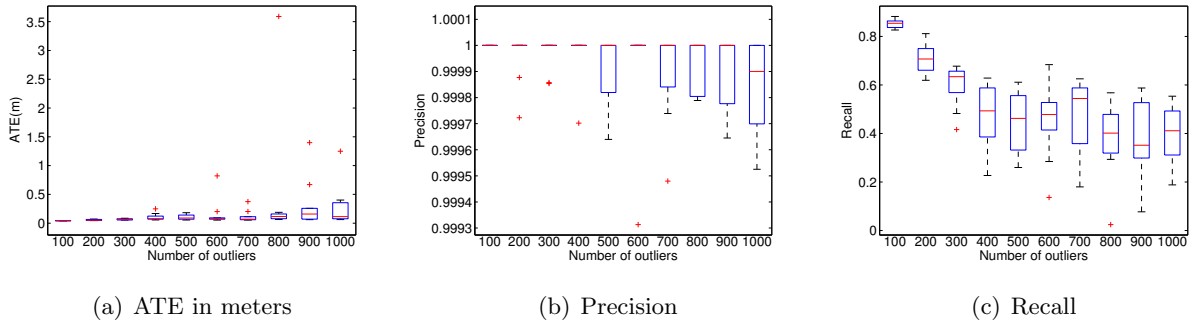 ATE(m)
3.5
3
2.5
2
1.5
1
0.5
0
100 200 300 400 500 600 700 800 900 1000
Number of outliers
(a) ATE in meters
Precision
1.0001
1
0.9999
0.9998
0.9997
0.9996
0.9995
0.9994
0.9993
100 200 300 400 500 600 700 800 900 1000
Number of outliers
(b) Precision
Recall
0.8
0.6
0.4
0.2
0
100 200 300 400 500 600 700 800 900 1000
Number of outliers
(c) Recall